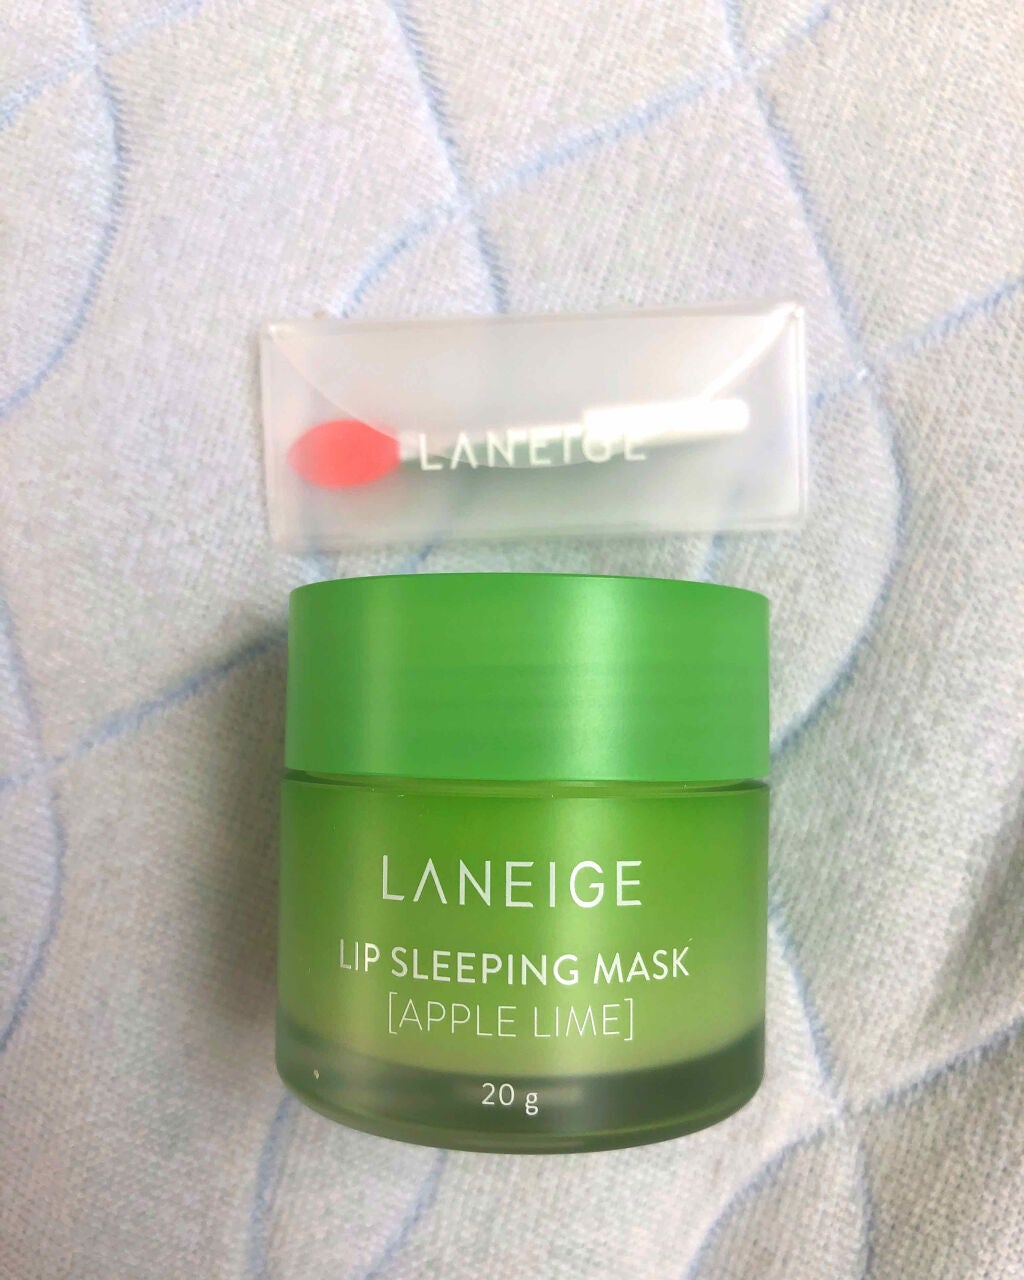 LANEIGE
LANEIGE
LIP SLEEPING MASK
[APPLE LIME]
20 g